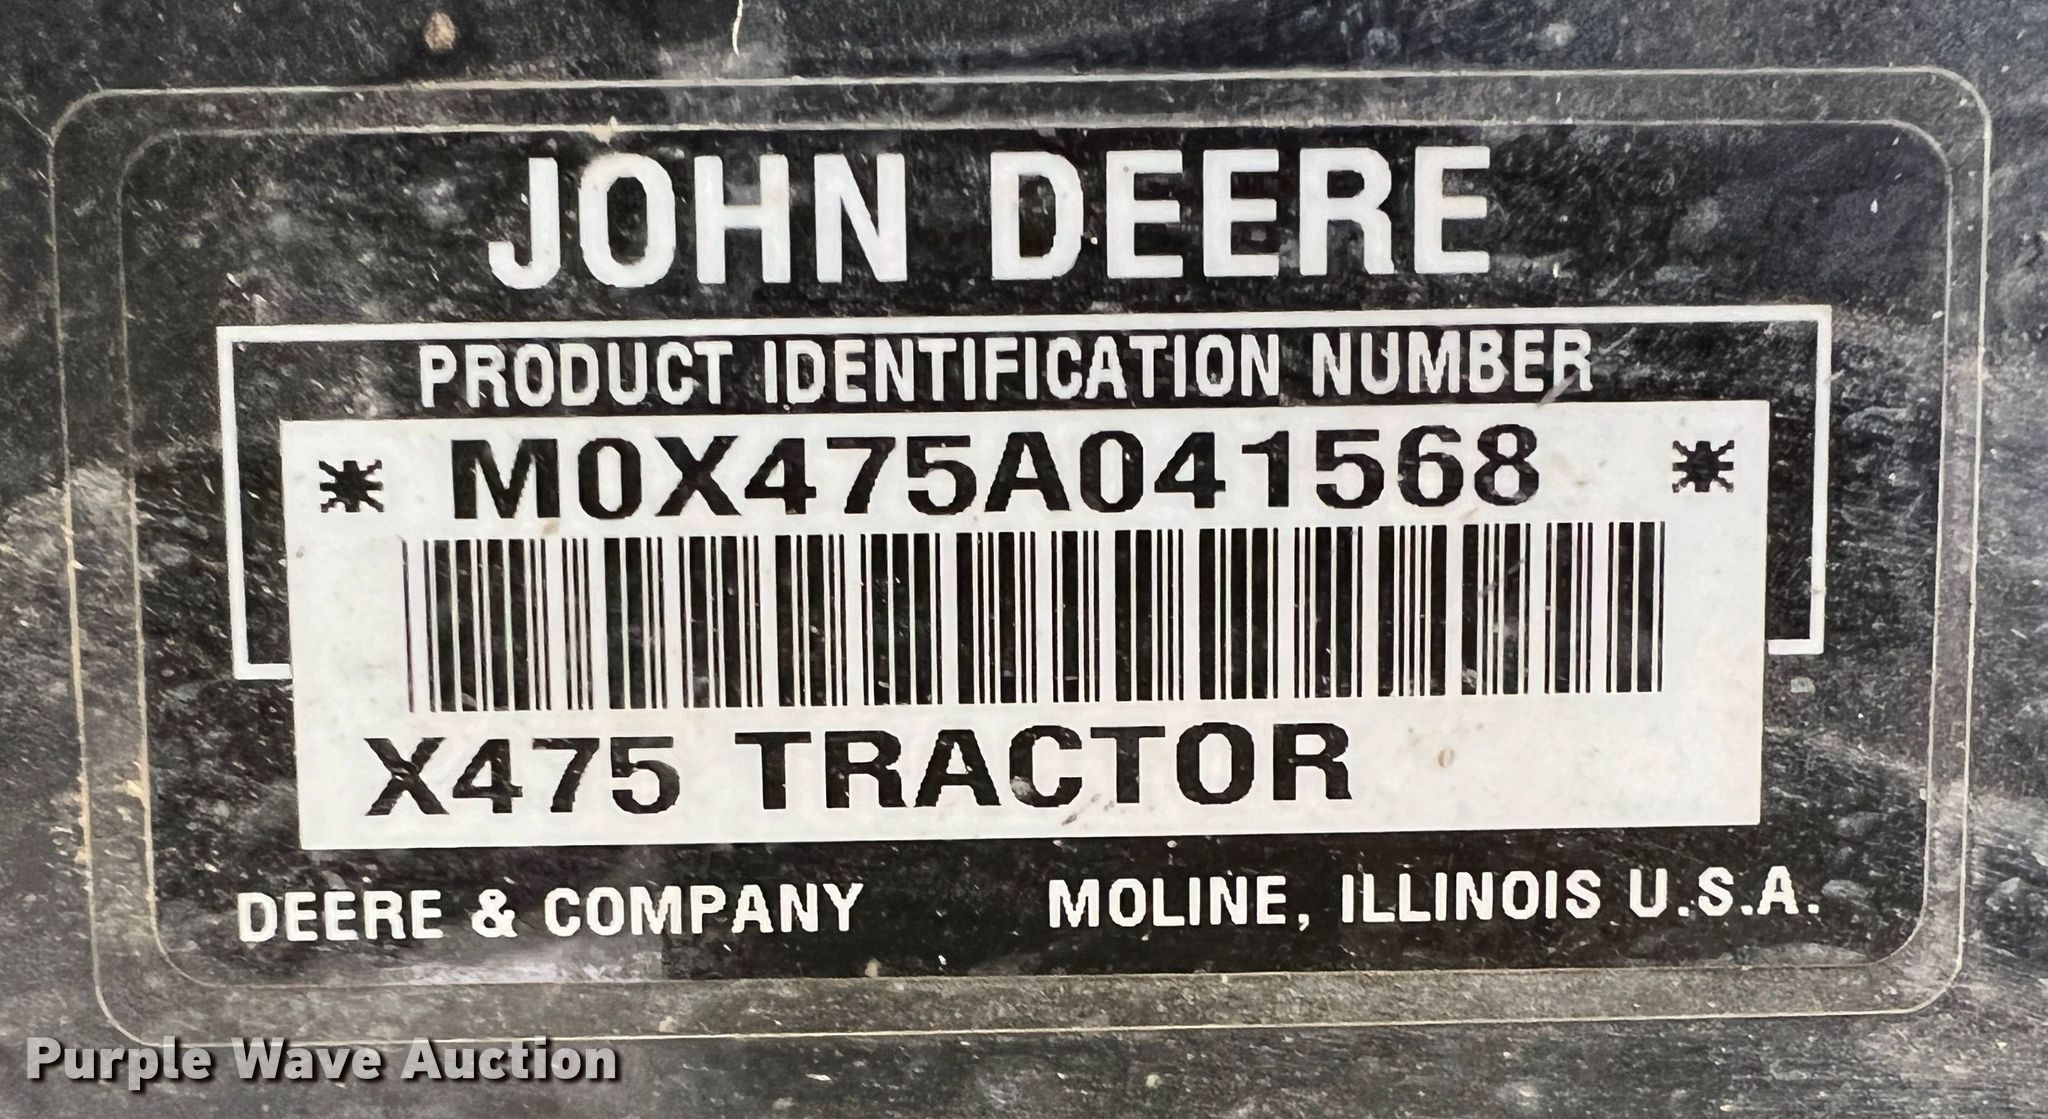 JOHN DEERE
PRODUCT IDENTIFICATION NUMBER
* M0X475A041568 *
X475 TRACTOR
DEERE & COMPANY MOLINE, ILLINOIS U.S.A.
Purple Wave Auction